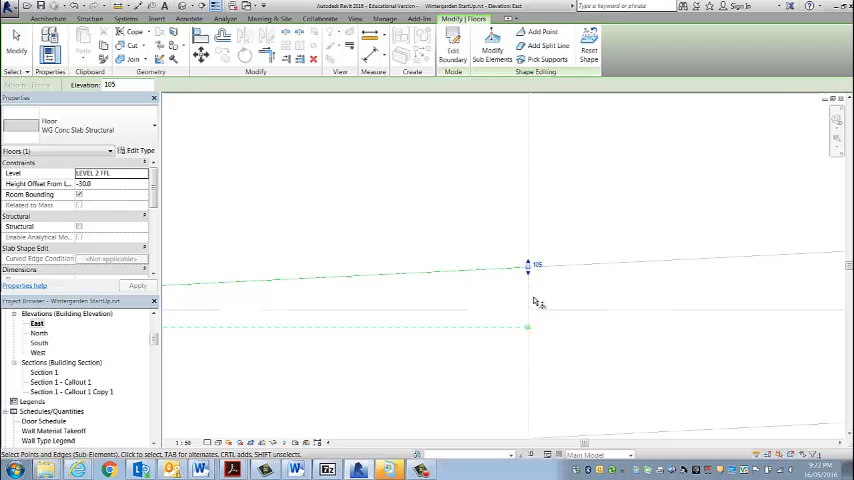 Autodesk Revit 2016 - Educational Version - Wintergarden StartUp.rvt - Elevation: East
Type a keyword or phrase
Sign In
Architecture Structure Systems Insert Annotate Analyze Massing & Site Collaborate View Manage Add-Ins Modify | Floors
Modify
Properties
Paste
Cope
Cut
Join
Edit
Boundary
Modify
Sub Elements
Add Point
Add Split Line
Pick Supports
Reset
Shape
Select Properties Clipboard Geometry Modify View Measure Create Mode Shape Editing
Modify | Floors
Elevation: 105
Properties
Floor
WG Conc Slab Structural
Floors (1)
Edit Type
Constraints
Level LEVEL 2 FFL
Height Offset From L... -30.0
Room Bounding
Related to Mass
Structural
Structural
Enable Analytical Mo...
Slab Shape Edit
Curved Edge Condition <Not applicable>
Dimensions
Properties help
Apply
105
Project Browser - Wintergarden StartUp.rvt
Elevations (Building Elevation)
East
North
South
West
Sections (Building Section)
Section 1
Section 1 - Callout 1
Section 1 - Callout 1 Copy 1
Legends
Schedules/Quantities
Door Schedule
Wall Material Takeoff
Wall Type Legend
1 : 50
Select Points and Edges (Sub-Elements). Click to select, TAB for alternates. CRTL adds, SHIFT unselects.
:0
Main Model
:1
9:22 PM
16/05/2016